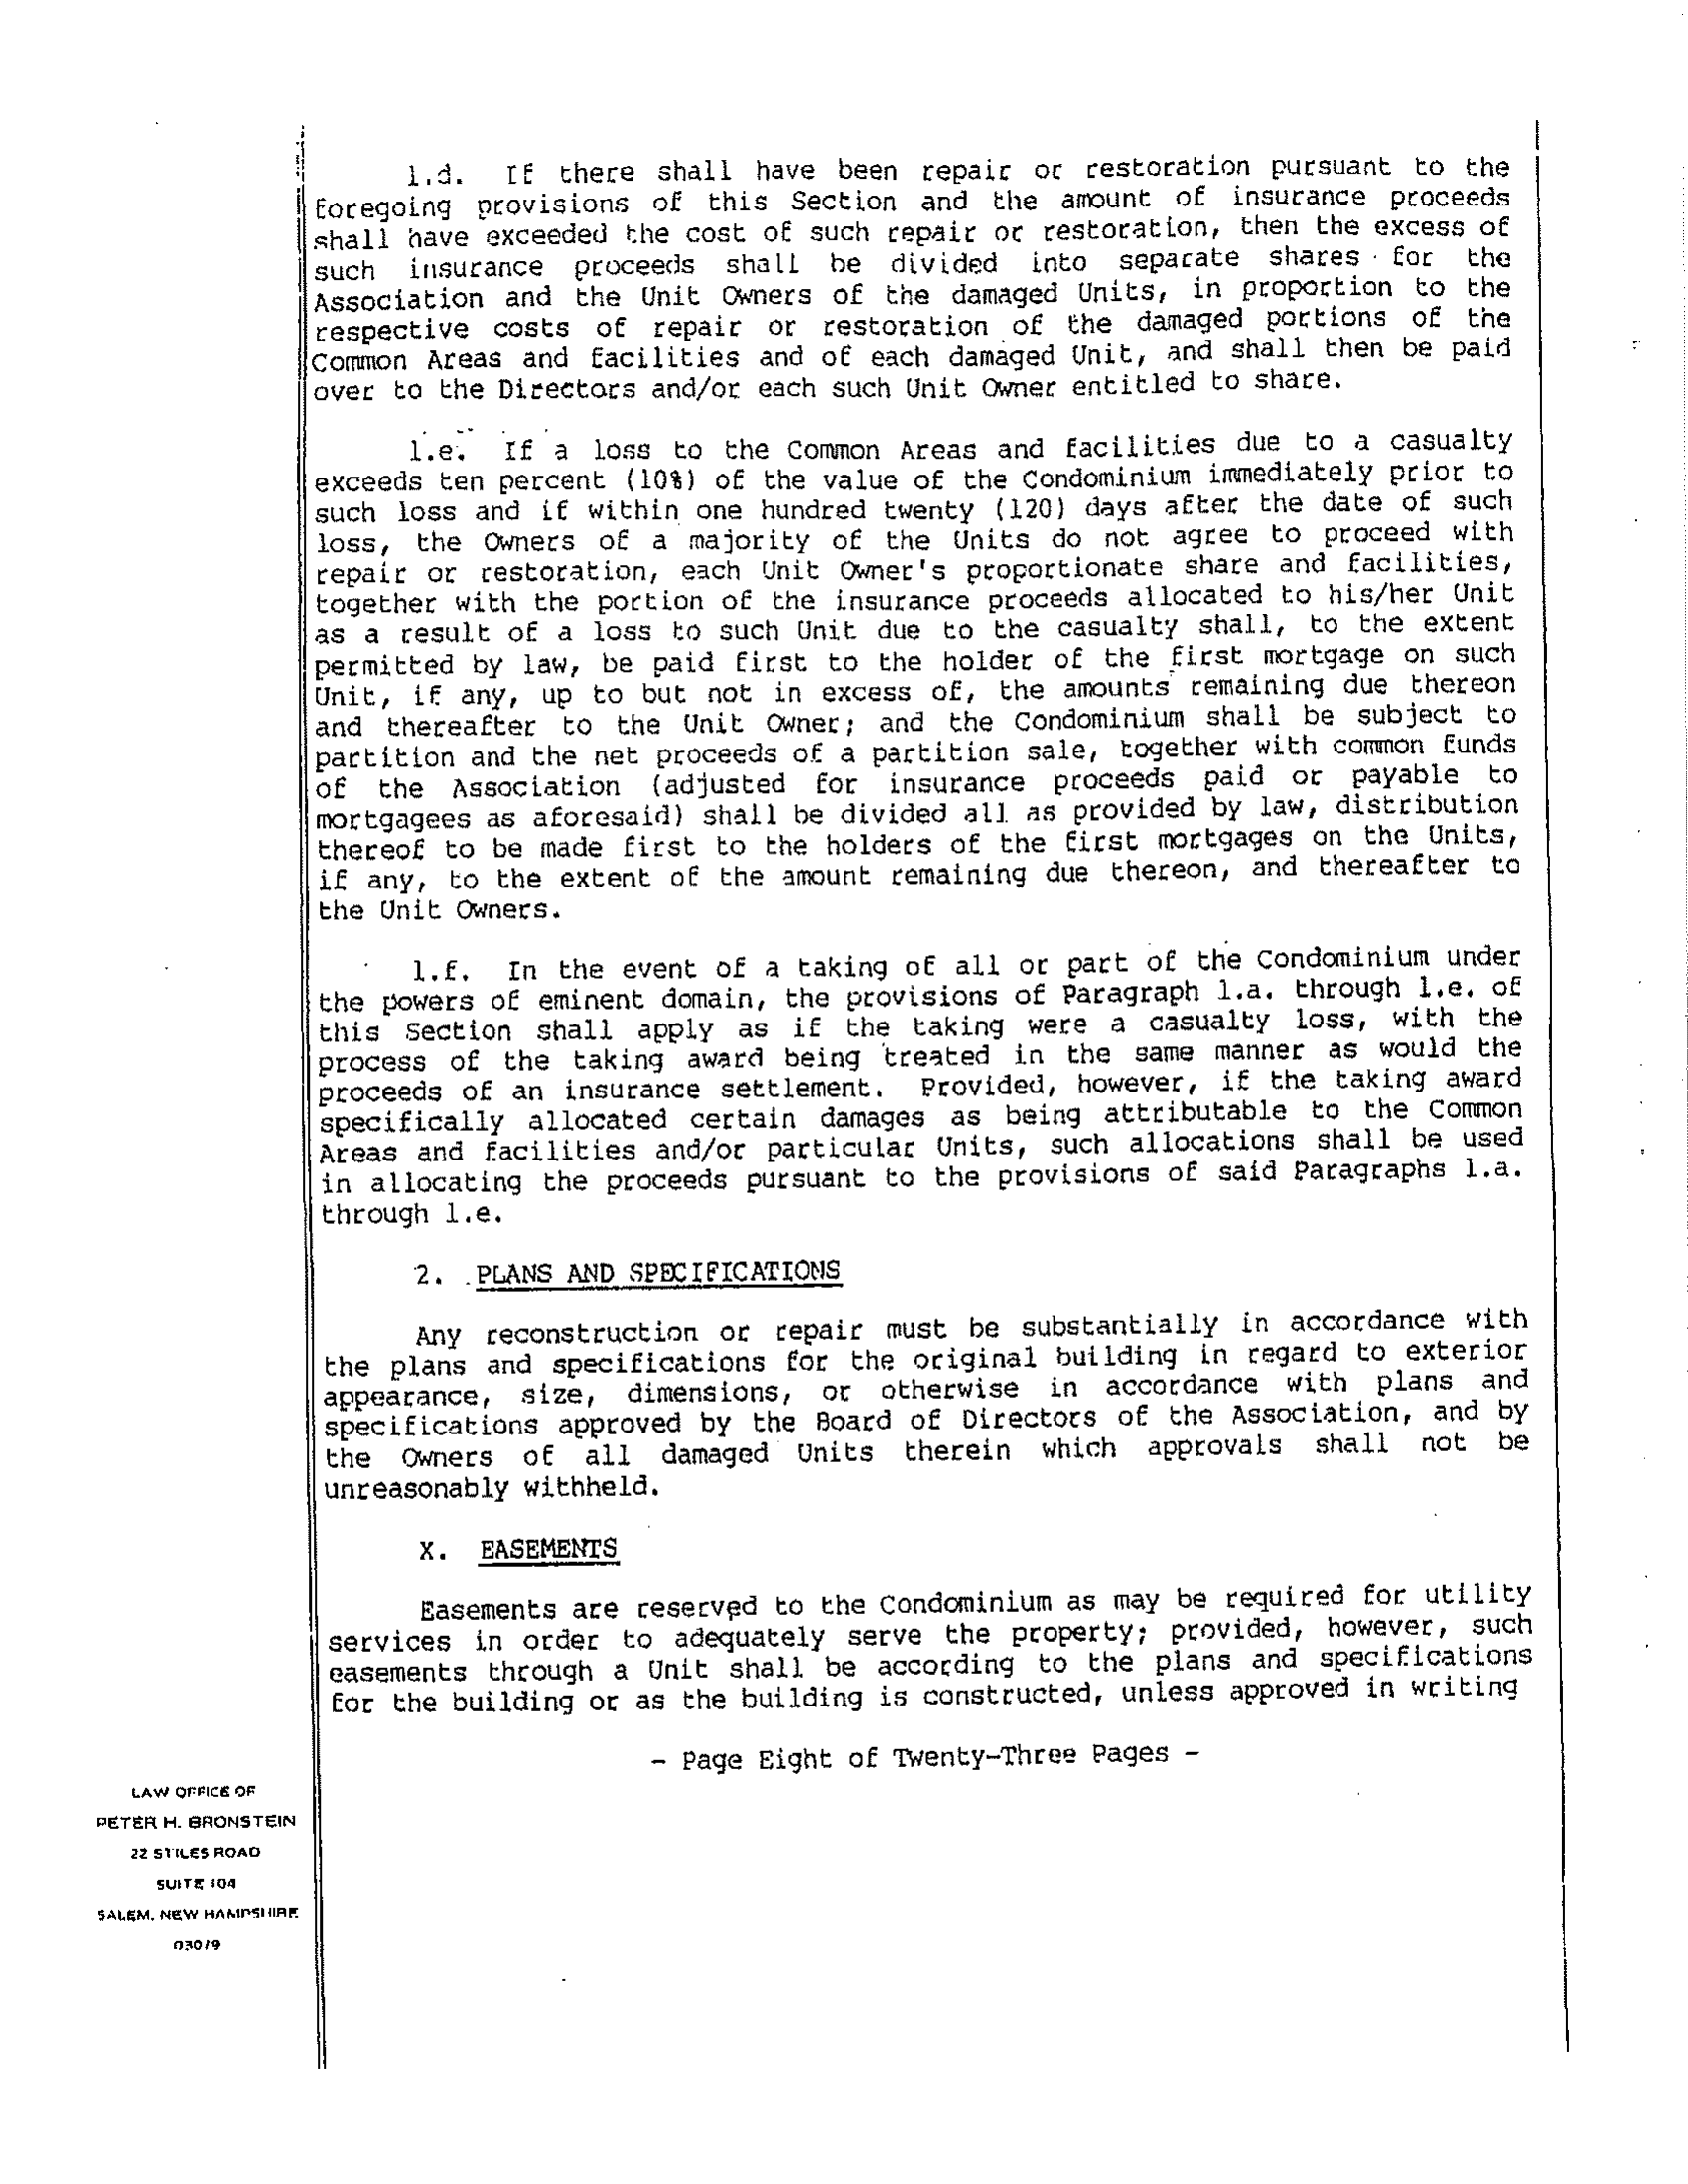 1.d. If there shall have been repair or restoration pursuant to the
foregoing provisions of this Section and the amount of insurance proceeds
shall have exceeded the cost of such repair or restoration, then the excess of
such insurance proceeds shall be divided into separate shares for the
Association and the Unit Owners of the damaged Units, in proportion to the
respective costs of repair or restoration of the damaged portions of the
Common Areas and facilities and of each damaged Unit, and shall then be paid
over to the Directors and/or each such Unit Owner entitled to share.
1.e. If a loss to the Common Areas and facilities due to a casualty
exceeds ten percent (10%) of the value of the Condominium immediately prior to
such loss and if within one hundred twenty (120) days after the date of such
loss, the Owners of a majority of the Units do not agree to proceed with
repair or restoration, each Unit Owner's proportionate share and facilities,
together with the portion of the insurance proceeds allocated to his/her Unit
as a result of a loss to such Unit due to the casualty shall, to the extent
permitted by law, be paid first to the holder of the first mortgage on such
Unit, if any, up to but not in excess of, the amounts remaining due thereon
and thereafter to the Unit Owner; and the Condominium shall be subject to
partition and the net proceeds of a partition sale, together with common funds
of the Association (adjusted for insurance proceeds paid or payable to
mortgagees as aforesaid) shall be divided all as provided by law, distribution
thereof to be made first to the holders of the first mortgages on the Units,
if any, to the extent of the amount remaining due thereon, and thereafter to
the Unit Owners.
1.f. In the event of a taking of all or part of the Condominium under
the powers of eminent domain, the provisions of Paragraph 1.a. through 1.e. of
this Section shall apply as if the taking were a casualty loss, with the
process of the taking award being treated in the same manner as would the
proceeds of an insurance settlement. Provided, however, if the taking award
specifically allocated certain damages as being attributable to the Common
Areas and facilities and/or particular Units, such allocations shall be used
in allocating the proceeds pursuant to the provisions of said Paragraphs 1.a.
through 1.e.
2. PLANS AND SPECIFICATIONS
Any reconstruction or repair must be substantially in accordance with
the plans and specifications for the original building in regard to exterior
appearance, size, dimensions, or otherwise in accordance with plans and
specifications approved by the Board of Directors of the Association, and by
the Owners of all damaged Units therein which approvals shall not be
unreasonably withheld.
X. EASEMENTS
Easements are reserved to the Condominium as may be required for utility
services in order to adequately serve the property; provided, however, such
easements through a Unit shall be according to the plans and specifications
for the building or as the building is constructed, unless approved in writing
- Page Eight of Twenty-Three Pages -
LAW OFFICE OF
PETER H. BRONSTEIN
22 STILES ROAD
SUITE 104
SALEM, NEW HAMPSHIRE
03079